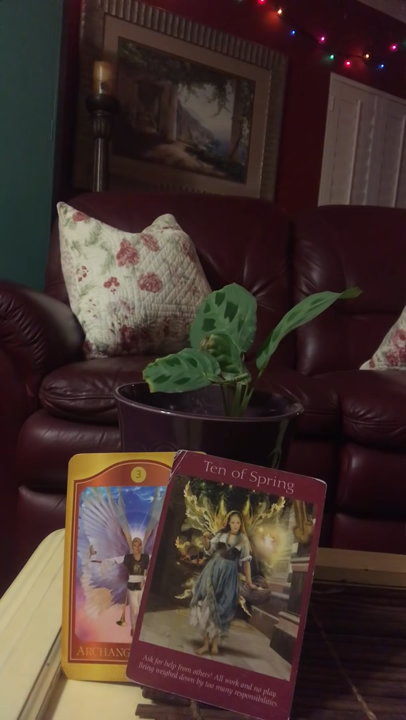 3
Ten of Spring
ARCHANG
Ask for help from others! All work and no play.
Being weighed down by too many responsibilities.